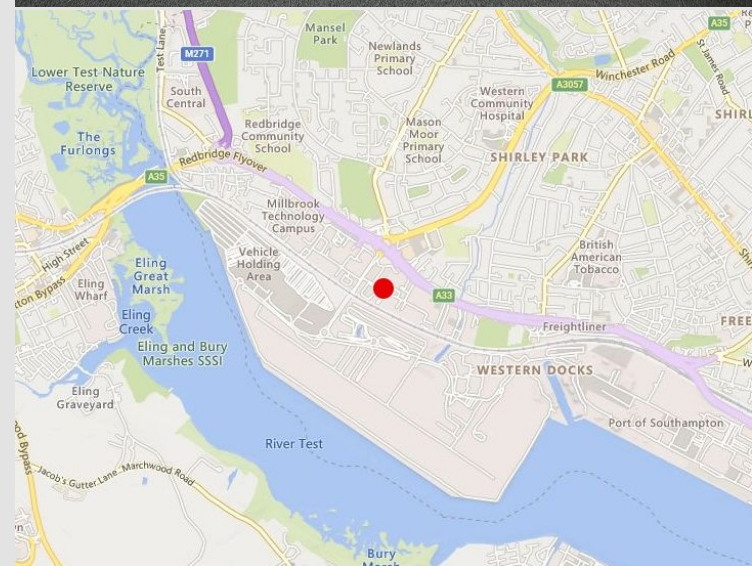 Mansel
Park
Newlands
Primary
School
A35
M271
Test Lane
St James Road
Winchester Road
Lower Test Nature
Reserve
South
Central
Western
Community
Hospital
A3057
The
Furlongs
Redbridge
Community
School
Mason
Moor
Primary
School
SHIRLEY PARK
Redbridge Flyover
A35
Millbrook
Technology
Campus
High Street
Vehicle
Holding
Area
British
American
Tobacco
Eling
Great
Marsh
Eling
Wharf
A33
Eling
Creek
Freightliner
Eling and Bury
Marshes SSSI
WESTERN DOCKS
Eling
Graveyard
Port of Southampton
River Test
Jacob's Gutter Lane
Marchwood Road
Bury